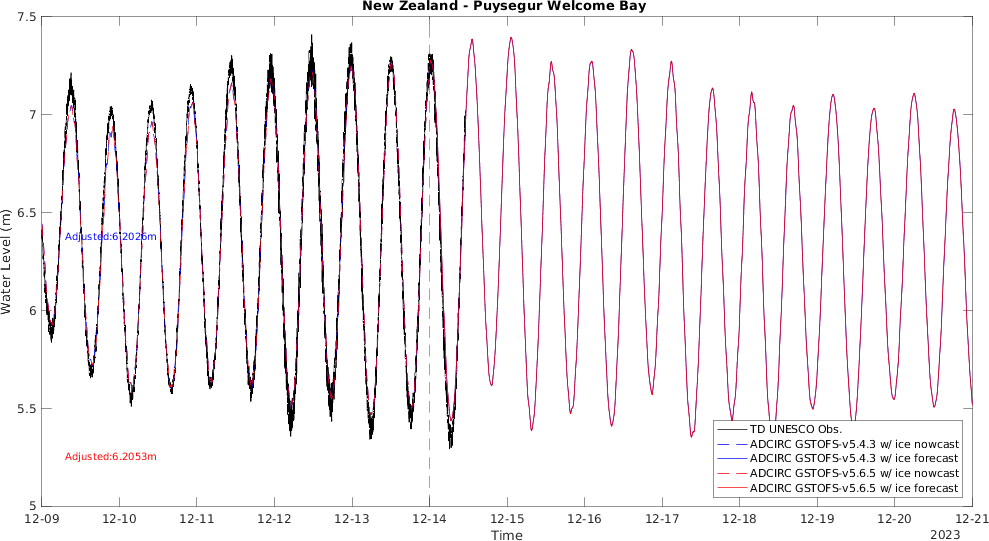 New Zealand - Puysegur Welcome Bay
7.5
7
6.5
6
5.5
5
Water Level (m)
Adjusted:6.2026m
Adjusted:6.2053m
TD UNESCO Obs.
ADCIRC GSTOFS-v5.4.3 w/ ice nowcast
ADCIRC GSTOFS-v5.4.3 w/ ice forecast
ADCIRC GSTOFS-v5.6.5 w/ ice nowcast
ADCIRC GSTOFS-v5.6.5 w/ ice forecast
12-09 12-10 12-11 12-12 12-13 12-14 12-15 12-16 12-17 12-18 12-19 12-20 12-21
Time
2023